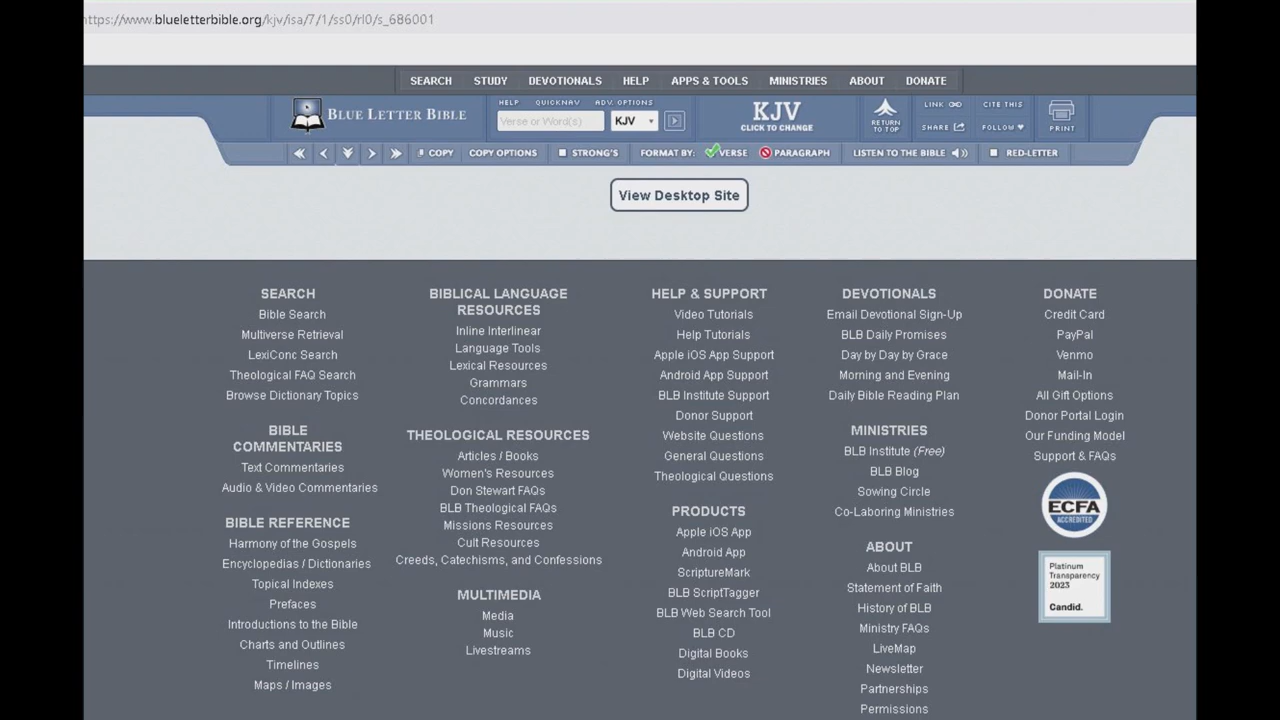 https://www.blueletterbible.org/kjv/isa/7/1/ss0/rl0/s_686001
SEARCH STUDY DEVOTIONALS HELP APPS & TOOLS MINISTRIES ABOUT DONATE
BLUE LETTER BIBLE
HELP QUICKNAV ADV. OPTIONS
Verse or Word(s) KJV
KJV
CLICK TO CHANGE
RETURN
TO TOP
LINK CITE THIS
SHARE FOLLOW
PRINT
COPY COPY OPTIONS STRONG'S FORMAT BY: VERSE PARAGRAPH LISTEN TO THE BIBLE RED-LETTER
View Desktop Site
SEARCH
Bible Search
Multiverse Retrieval
LexiConc Search
Theological FAQ Search
Browse Dictionary Topics
BIBLE
COMMENTARIES
Text Commentaries
Audio & Video Commentaries
BIBLE REFERENCE
Harmony of the Gospels
Encyclopedias / Dictionaries
Topical Indexes
Prefaces
Introductions to the Bible
Charts and Outlines
Timelines
Maps / Images
BIBLICAL LANGUAGE
RESOURCES
Inline Interlinear
Language Tools
Lexical Resources
Grammars
Concordances
THEOLOGICAL RESOURCES
Articles / Books
Women's Resources
Don Stewart FAQs
BLB Theological FAQs
Missions Resources
Cult Resources
Creeds, Catechisms, and Confessions
MULTIMEDIA
Media
Music
Livestreams
HELP & SUPPORT
Video Tutorials
Help Tutorials
Apple iOS App Support
Android App Support
BLB Institute Support
Donor Support
Website Questions
General Questions
Theological Questions
PRODUCTS
Apple iOS App
Android App
ScriptureMark
BLB ScriptTagger
BLB Web Search Tool
BLB CD
Digital Books
Digital Videos
DEVOTIONALS
Email Devotional Sign-Up
BLB Daily Promises
Day by Day by Grace
Morning and Evening
Daily Bible Reading Plan
MINISTRIES
BLB Institute (Free)
BLB Blog
Sowing Circle
Co-Laboring Ministries
ABOUT
About BLB
Statement of Faith
History of BLB
Ministry FAQs
LiveMap
Newsletter
Partnerships
Permissions
DONATE
Credit Card
PayPal
Venmo
Mail-In
All Gift Options
Donor Portal Login
Our Funding Model
Support & FAQs
ECFA
ACCREDITED
Platinum
Transparency
2023
Candid.